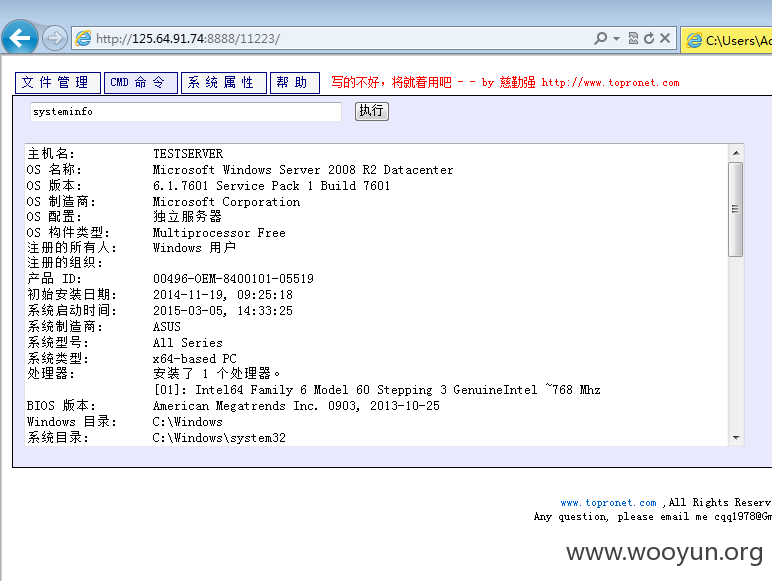 http://125.64.91.74:8888/11223/
C:\Users\Ad
文件管理 CMD 命令 系统属性 帮助 写的不好，将就着用吧 - - by 慈勤强 http://www.topronet.com
systeminfo 执行
主机名: TESTSERVER
OS 名称: Microsoft Windows Server 2008 R2 Datacenter
OS 版本: 6.1.7601 Service Pack 1 Build 7601
OS 制造商: Microsoft Corporation
OS 配置: 独立服务器
OS 构件类型: Multiprocessor Free
注册的所有人: Windows 用户
注册的组织:
产品 ID: 00496-OEM-8400101-05519
初始安装日期: 2014-11-19, 09:25:18
系统启动时间: 2015-03-05, 14:33:25
系统制造商: ASUS
系统型号: All Series
系统类型: x64-based PC
处理器: 安装了 1 个处理器。
[01]: Intel64 Family 6 Model 60 Stepping 3 GenuineIntel ~768 Mhz
BIOS 版本: American Megatrends Inc. 0903, 2013-10-25
Windows 目录: C:\Windows
系统目录: C:\Windows\system32
www.topronet.com ,All Rights Reserv
Any question, please email me cqq1978@Gm
www.wooyun.org